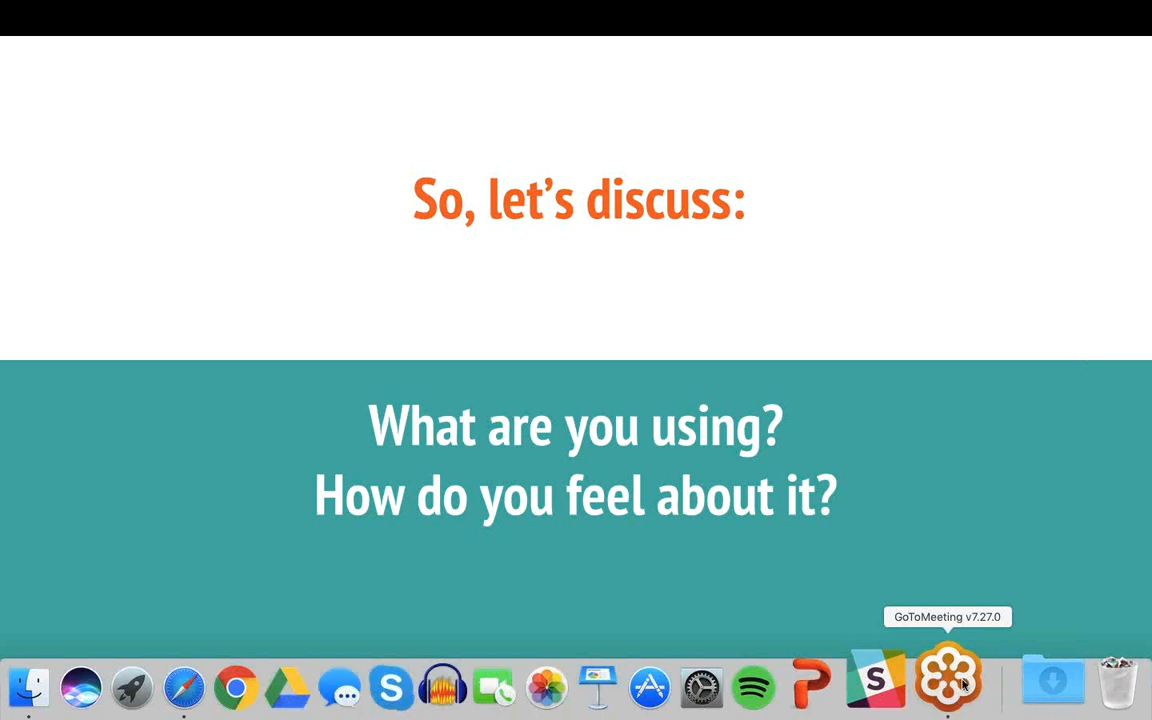 So, let’s discuss:
What are you using?
How do you feel about it?
GoToMeeting v7.27.0
S
S
P